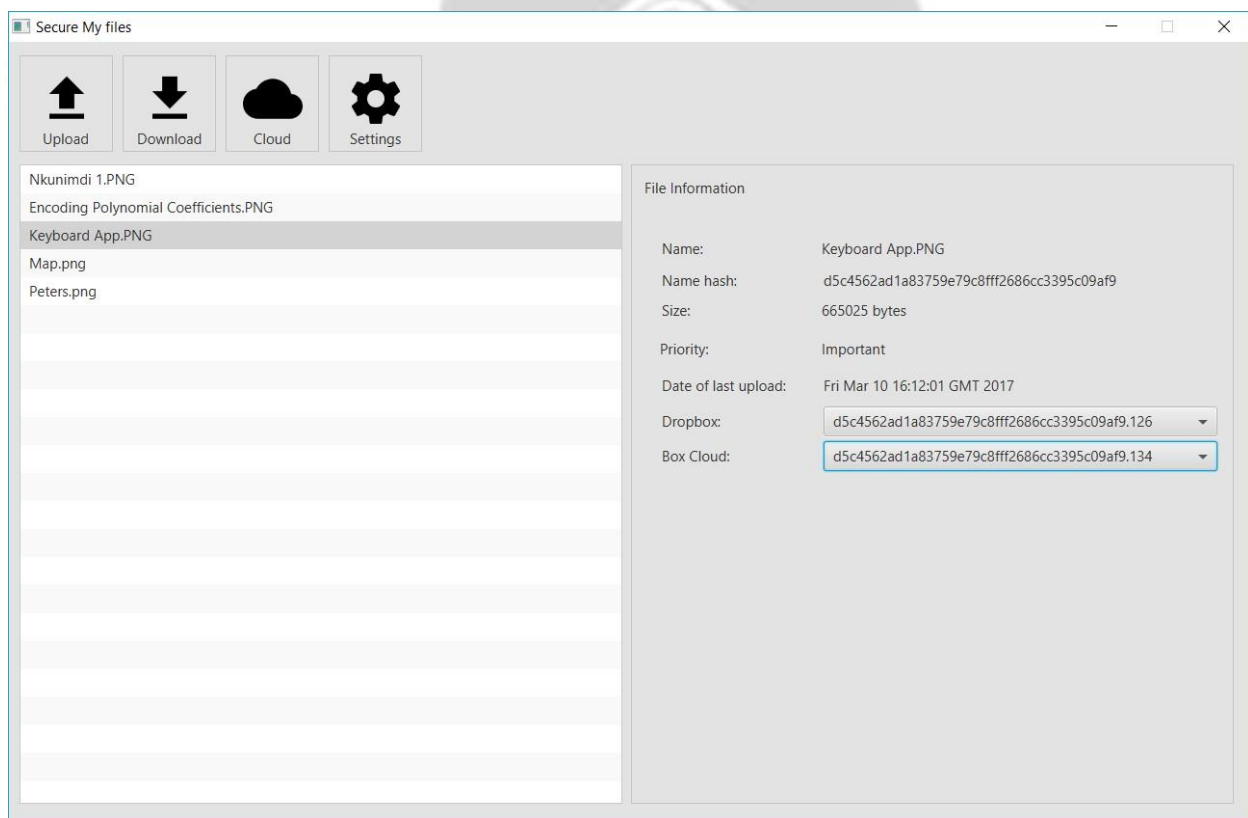 Secure My files
Upload Download Cloud Settings
Nkunimdi 1.PNG
Encoding Polynomial Coefficients.PNG
Keyboard App.PNG
Map.png
Peters.png
File Information
Name: Keyboard App.PNG
Name hash: d5c4562ad1a83759e79c8fff2686cc3395c09af9
Size: 665025 bytes
Priority: Important
Date of last upload: Fri Mar 10 16:12:01 GMT 2017
Dropbox: d5c4562ad1a83759e79c8fff2686cc3395c09af9.126
Box Cloud: d5c4562ad1a83759e79c8fff2686cc3395c09af9.134